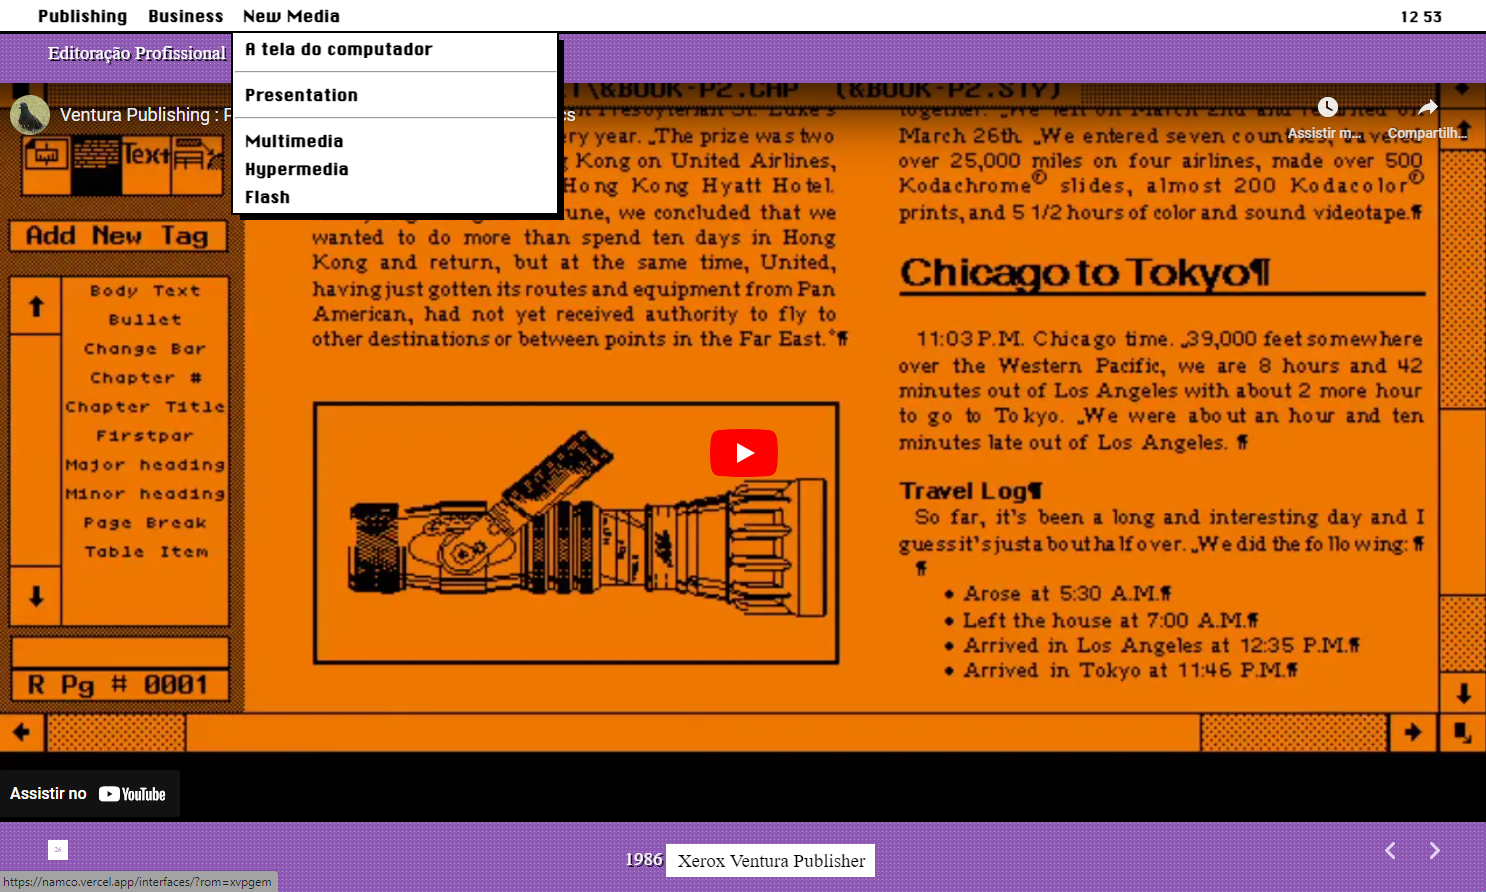 Publishing Business New Media
12 53
Editoração Profissional
A tela do computador
Presentation
Multimedia
Hypermedia
Flash
Ventura Publishing :
Assistir m...
Compartilh...
Text
Add New Tag
Body Text
Bullet
Change Bar
Chapter #
Chapter Title
Firstpar
Major heading
Minor heading
Page Break
Table Item
R Pg # 0001
\&BOOK-P2.CHP (&BOOK-P2.STY)
ery year. „The prize was two
Kong on United Airlines,
Hong Kong Hyatt Hotel.
une, we concluded that we
wanted to do more than spend ten days in Hong
Kong and return, but at the same time, United,
having just gotten its routes and equipment from Pan
American, had not yet received authority to fly to
other destinations or between points in the Far East.°¶
together. „We left on March 2nd and returned on
March 26th. „We entered seven countries, traveled
over 25,000 miles on four airlines, made over 500
Kodachrome© slides, almost 200 Kodacolor©
prints, and 5 1/2 hours of color and sound videotape.¶
Chicago to Tokyo¶
11:03 P.M. Chicago time. „39,000 feet somewhere
over the Western Pacific, we are 8 hours and 42
minutes out of Los Angeles with about 2 more hour
to go to Tokyo. „We were about an hour and ten
minutes late out of Los Angeles. ¶
Travel Log¶
So far, it's been a long and interesting day and I
guess it's just about half over. „We did the following: ¶
¶
• Arose at 5:30 A.M.¶
• Left the house at 7:00 A.M.¶
• Arrived in Los Angeles at 12:35 P.M.¶
• Arrived in Tokyo at 11:46 P.M.¶
Assistir no YouTube
26
1986 Xerox Ventura Publisher
https://namco.vercel.app/interfaces/?rom=xvpgem